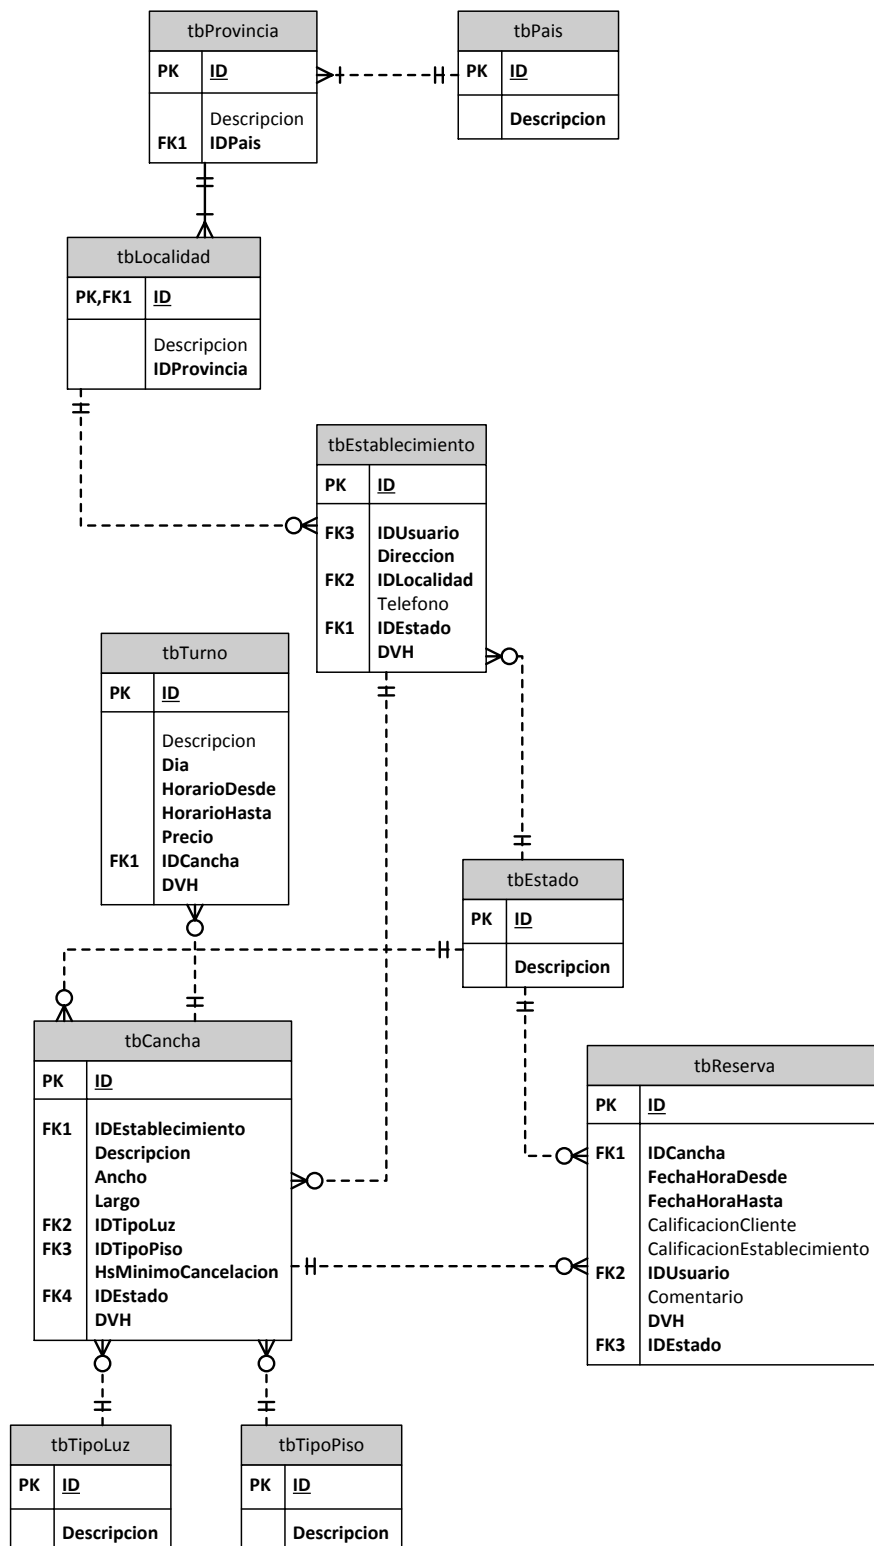 tbProvincia
PK ID
Descripcion
FK1 IDPais
tbPais
PK ID
Descripcion
tbLocalidad
PK,FK1 ID
Descripcion
IDProvincia
tbEstablecimiento
PK ID
FK3 IDUsuario
Direccion
FK2 IDLocalidad
Telefono
FK1 IDEstado
DVH
tbTurno
PK ID
Descripcion
Dia
HorarioDesde
HorarioHasta
Precio
FK1 IDCancha
DVH
tbEstado
PK ID
Descripcion
tbCancha
PK ID
FK1 IDEstablecimiento
Descripcion
Ancho
Largo
FK2 IDTipoLuz
FK3 IDTipoPiso
HsMinimoCancelacion
FK4 IDEstado
DVH
tbReserva
PK ID
FK1 IDCancha
FechaHoraDesde
FechaHoraHasta
CalificacionCliente
CalificacionEstablecimiento
FK2 IDUsuario
Comentario
DVH
FK3 IDEstado
tbTipoLuz
PK ID
Descripcion
tbTipoPiso
PK ID
Descripcion